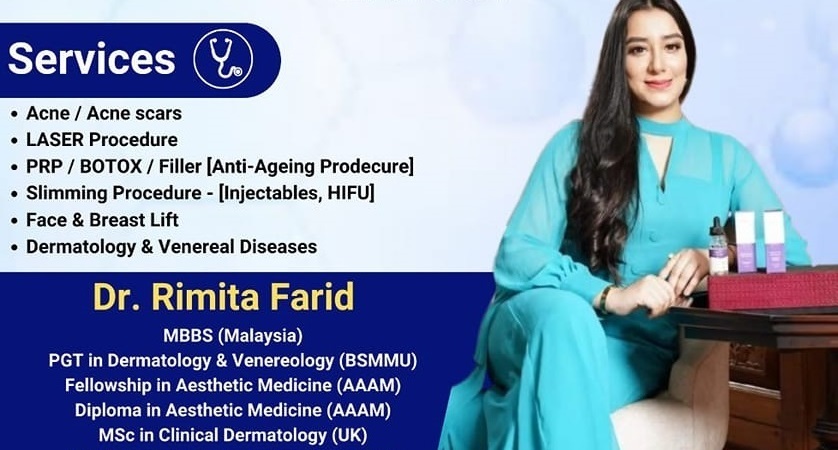 Services
• Acne / Acne scars
• LASER Procedure
• PRP / BOTOX / Filler [Anti-Ageing Prodecure]
• Slimming Procedure - [Injectables, HIFU]
• Face & Breast Lift
• Dermatology & Venereal Diseases
Dr. Rimita Farid
MBBS (Malaysia)
PGT in Dermatology & Venereology (BSMMU)
Fellowship in Aesthetic Medicine (AAAM)
Diploma in Aesthetic Medicine (AAAM)
MSc in Clinical Dermatology (UK)